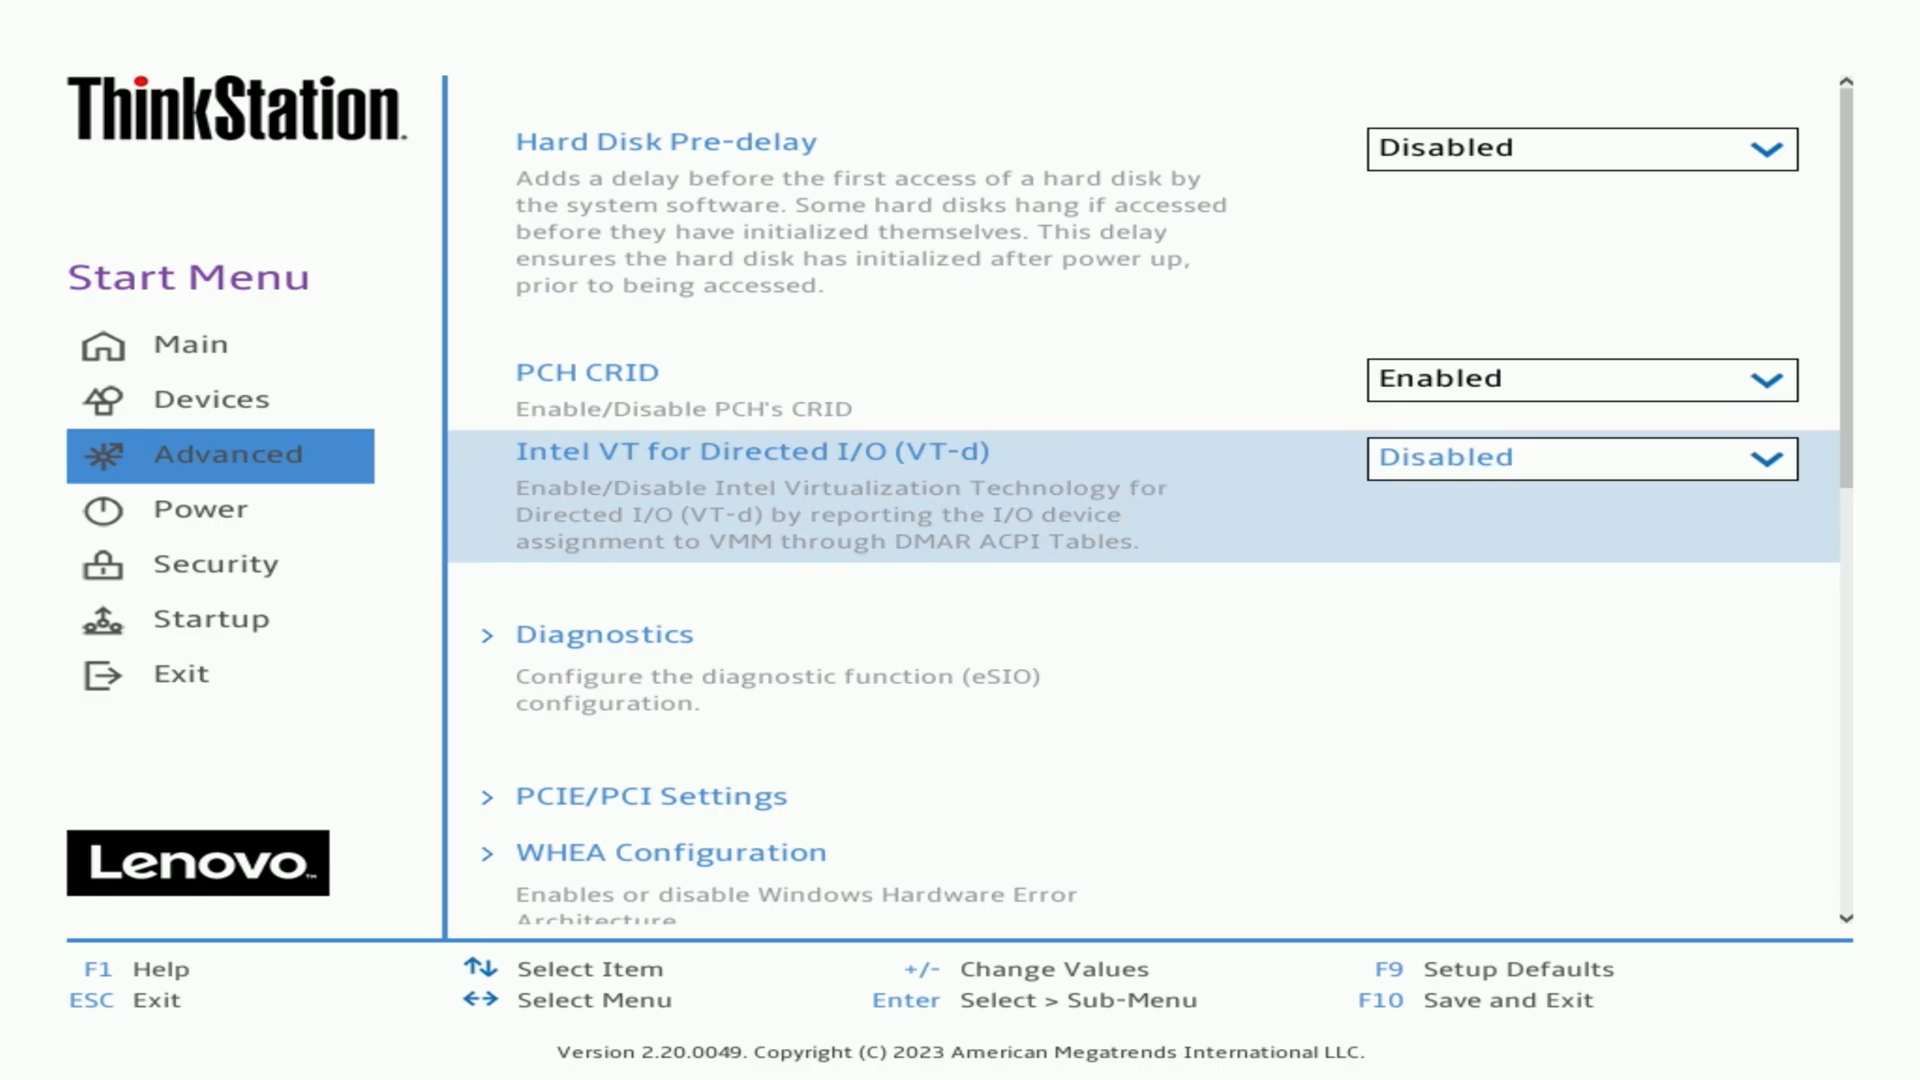 ThinkStation.
Start Menu
Main
Devices
Advanced
Power
Security
Startup
Exit
Lenovo™
Hard Disk Pre-delay
Disabled
Adds a delay before the first access of a hard disk by
the system software. Some hard disks hang if accessed
before they have initialized themselves. This delay
ensures the hard disk has initialized after power up,
prior to being accessed.
PCH CRID
Enabled
Enable/Disable PCH's CRID
Intel VT for Directed I/O (VT-d)
Disabled
Enable/Disable Intel Virtualization Technology for
Directed I/O (VT-d) by reporting the I/O device
assignment to VMM through DMAR ACPI Tables.
> Diagnostics
Configure the diagnostic function (eSIO)
configuration.
> PCIE/PCI Settings
> WHEA Configuration
Enables or disable Windows Hardware Error
Architecture
F1 Help
↑↓ Select Item
+/- Change Values
F9 Setup Defaults
ESC Exit
←→ Select Menu
Enter Select > Sub-Menu
F10 Save and Exit
Version 2.20.0049. Copyright (C) 2023 American Megatrends International LLC.